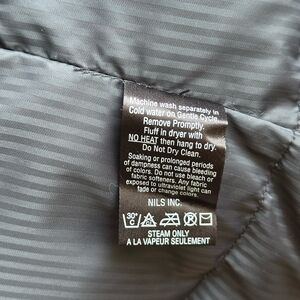 Machine wash separately in
Cold water on Gentle Cycle.
Remove Promptly.
Fluff in dryer with
NO HEAT then hang to dry.
Do Not Dry Clean.
Soaking or prolonged periods
of dampness can cause bleeding
of colors. Do not use bleach or
fabric softeners. Any fabric
exposed to ultraviolet light can
fade or change colors.
NILS INC.
30°
C
STEAM ONLY
A LA VAPEUR SEULEMENT